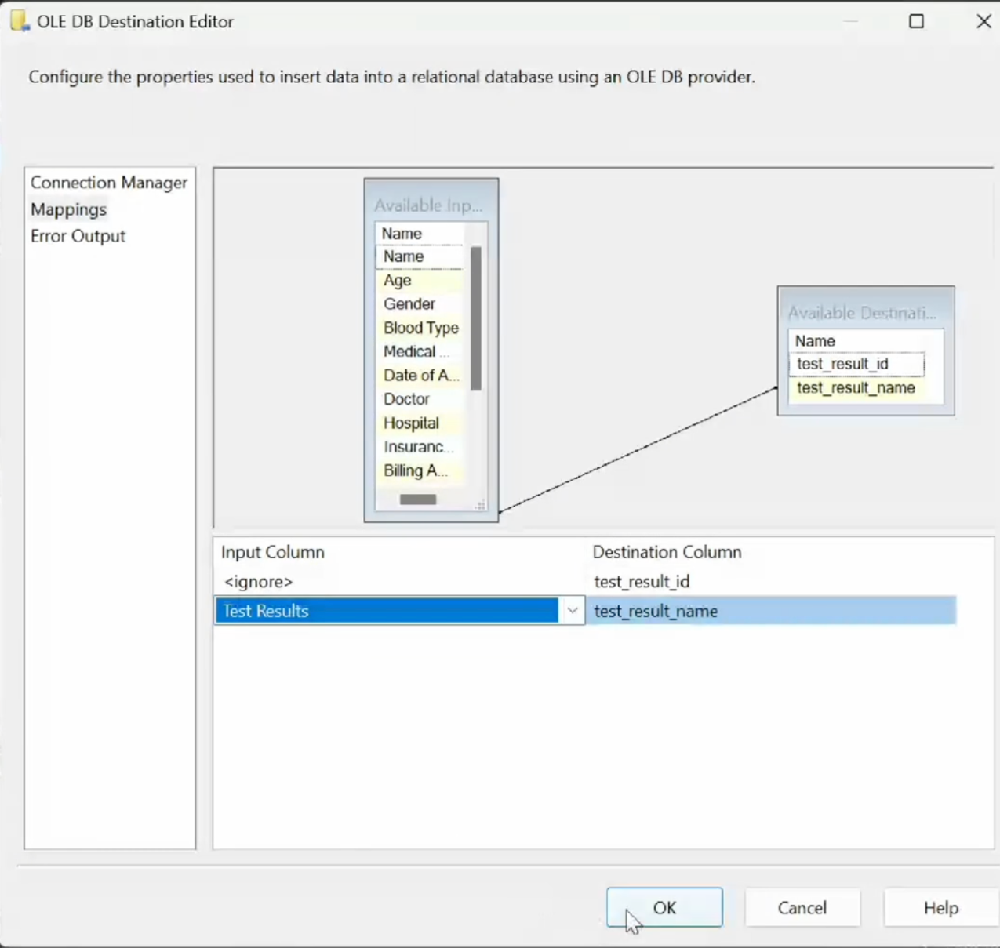 OLE DB Destination Editor
Configure the properties used to insert data into a relational database using an OLE DB provider.
Connection Manager
Mappings
Error Output
Available Inp...
Name
Name
Age
Gender
Blood Type
Medical ...
Date of A...
Doctor
Hospital
Insuranc...
Billing A...
Available Destinati...
Name
test_result_id
test_result_name
Input Column Destination Column
<ignore> test_result_id
Test Results test_result_name
OK Cancel Help